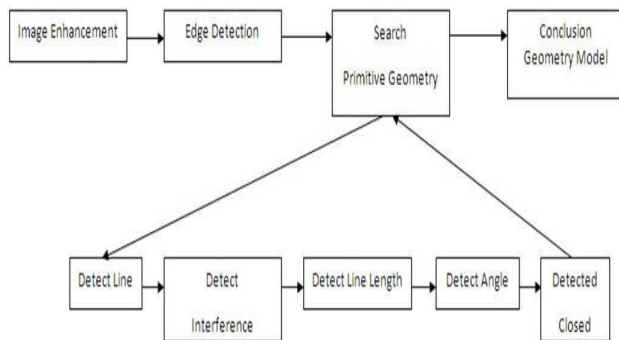 Image Enhancement
Edge Detection
Search
Primitive Geometry
Conclusion
Geometry Model
Detect Line
Detect
Interference
Detect Line Length
Detect Angle
Detected
Closed